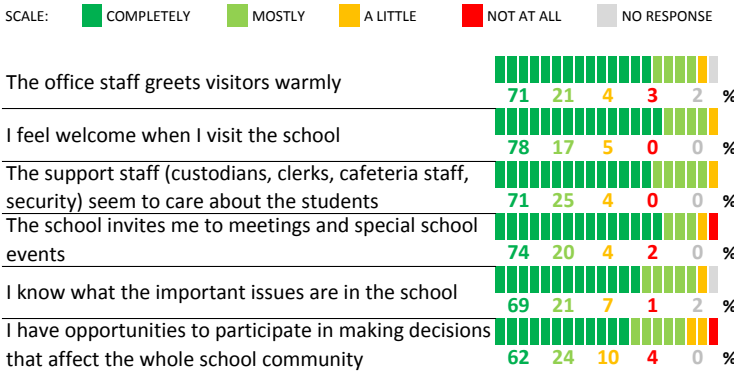 SCALE: COMPLETELY MOSTLY A LITTLE NOT AT ALL NO RESPONSE
The office staff greets visitors warmly
71 21 4 3 2 %
I feel welcome when I visit the school
78 17 5 0 0 %
The support staff (custodians, clerks, cafeteria staff,
security) seem to care about the students
71 25 4 0 0 %
The school invites me to meetings and special school
events
74 20 4 2 0 %
I know what the important issues are in the school
69 21 7 1 2 %
I have opportunities to participate in making decisions
that affect the whole school community
62 24 10 4 0 %